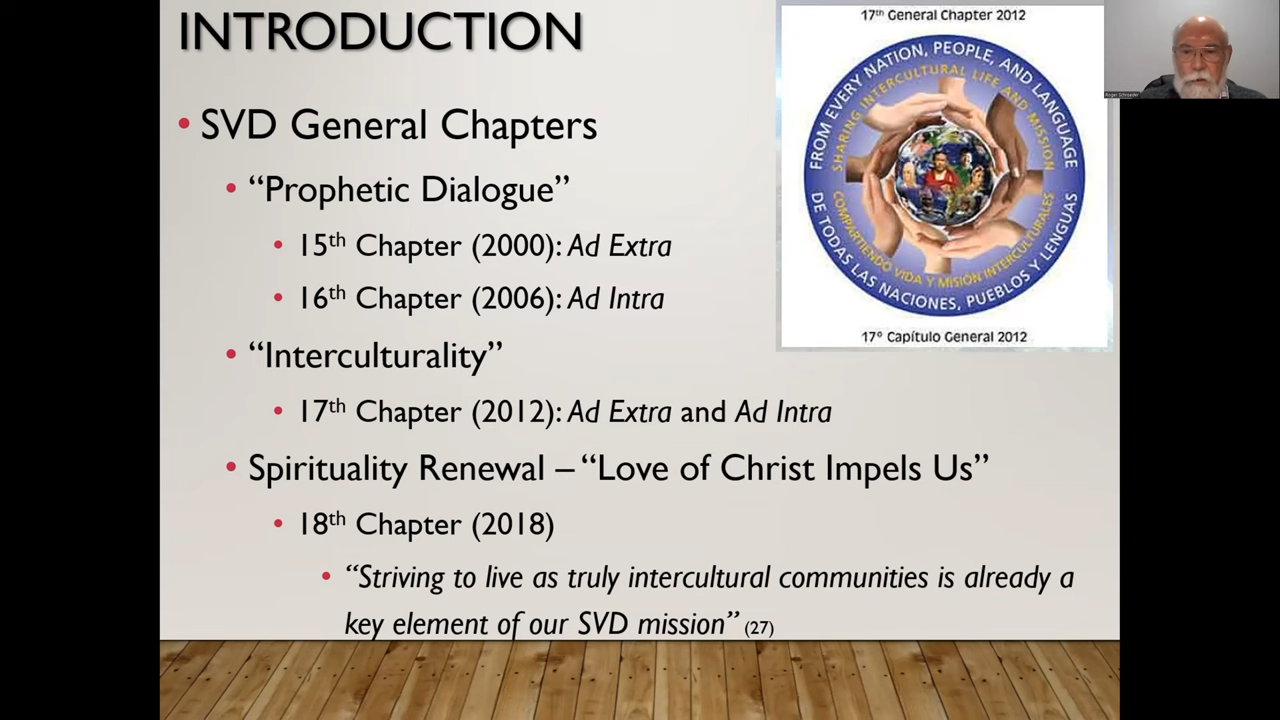 INTRODUCTION
• SVD General Chapters
• “Prophetic Dialogue”
• 15th Chapter (2000): Ad Extra
• 16th Chapter (2006): Ad Intra
• “Interculturality”
• 17th Chapter (2012): Ad Extra and Ad Intra
• Spirituality Renewal – “Love of Christ Impels Us”
• 18th Chapter (2018)
• “Striving to live as truly intercultural communities is already a
key element of our SVD mission” (27)
17th General Chapter 2012
FROM EVERY NATION, PEOPLE, AND LANGUAGE
SHARING INTERCULTURAL LIFE AND MISSION
COMPARTIENDO VIDA Y MISIÓN INTERCULTURALES
DE TODAS LAS NACIONES, PUEBLOS Y LENGUAS
17º Capítulo General 2012
Roger Schroeder